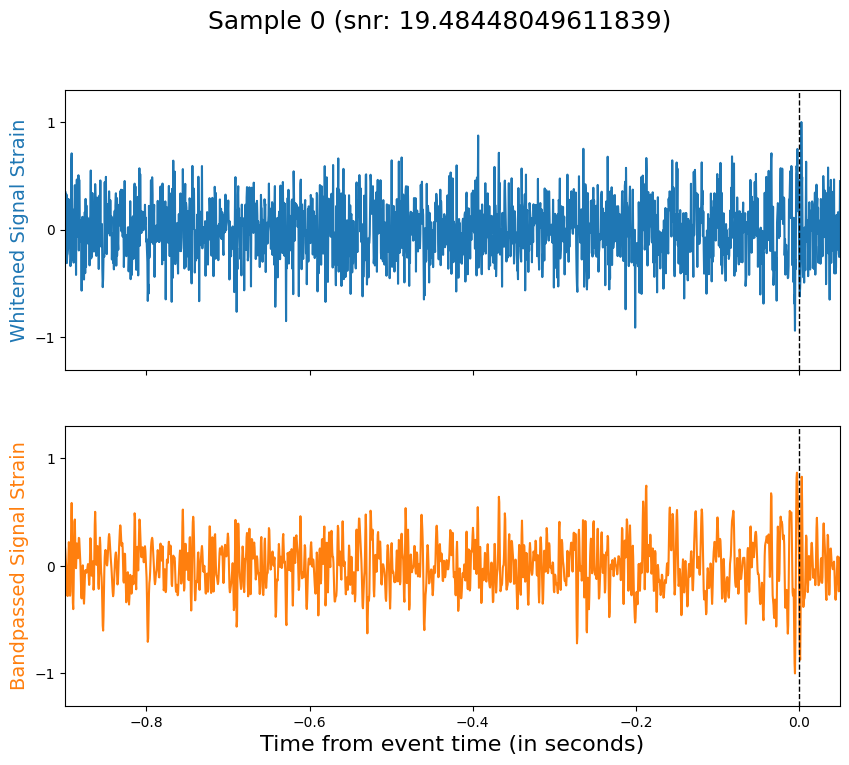 Sample 0 (snr: 19.48448049611839)
Whitened Signal Strain
1
0
−1
Bandpassed Signal Strain
1
0
−1
−0.8
−0.6
−0.4
−0.2
0.0
Time from event time (in seconds)